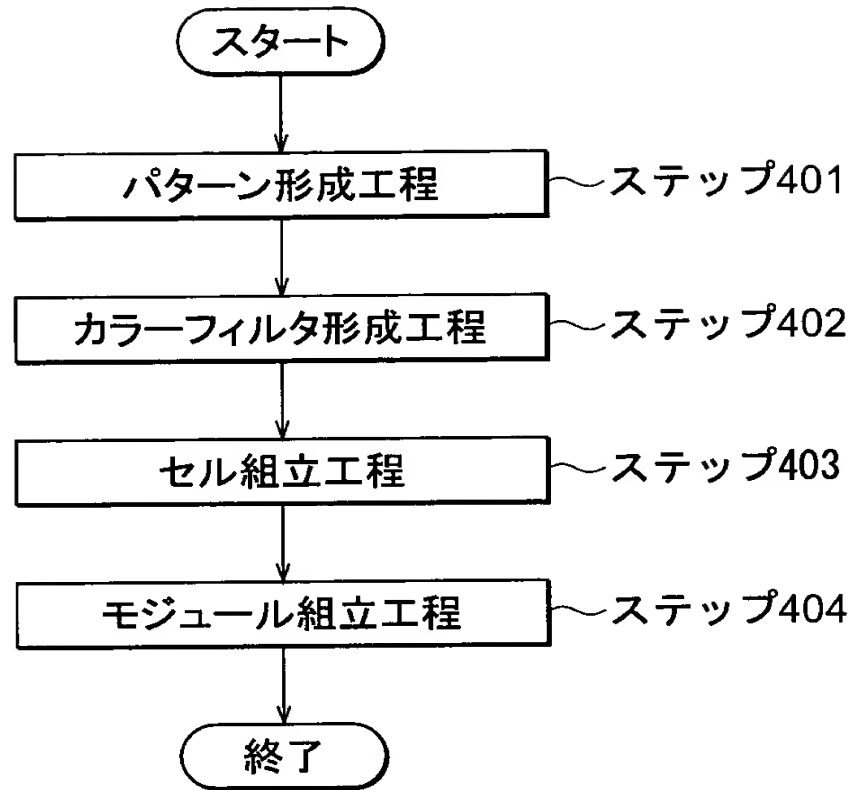 スタート
パターン形成工程
ステップ401
カラーフィルタ形成工程
ステップ402
セル組立工程
ステップ403
モジュール組立工程
ステップ404
終了